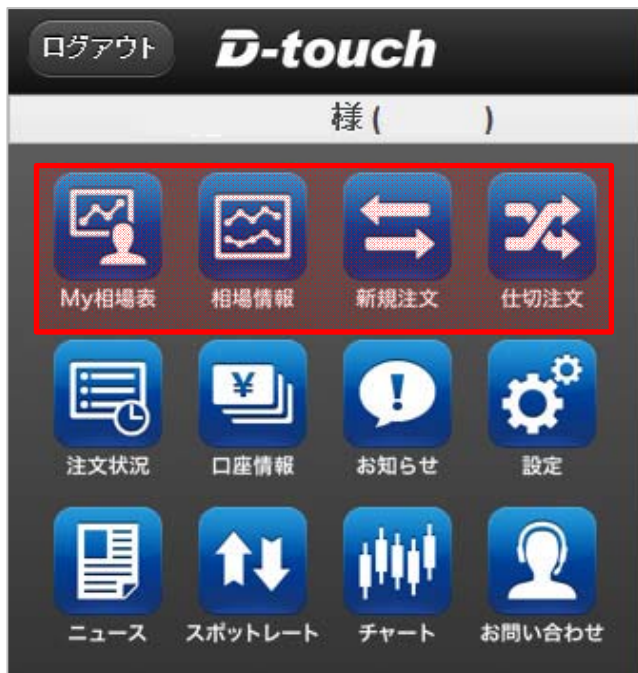 ログアウト D-touch
様 ( )
My相場表 相場情報 新規注文 仕切注文
注文状況 口座情報 お知らせ 設定
ニュース スポットレート チャート お問い合わせ